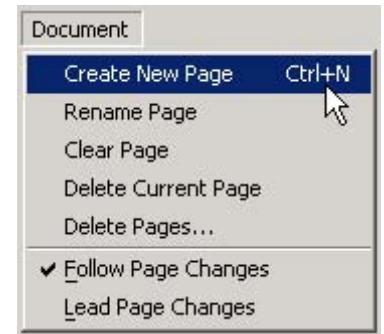 Document
Create New Page Ctrl+N
Rename Page
Clear Page
Delete Current Page
Delete Pages...
Follow Page Changes
Lead Page Changes